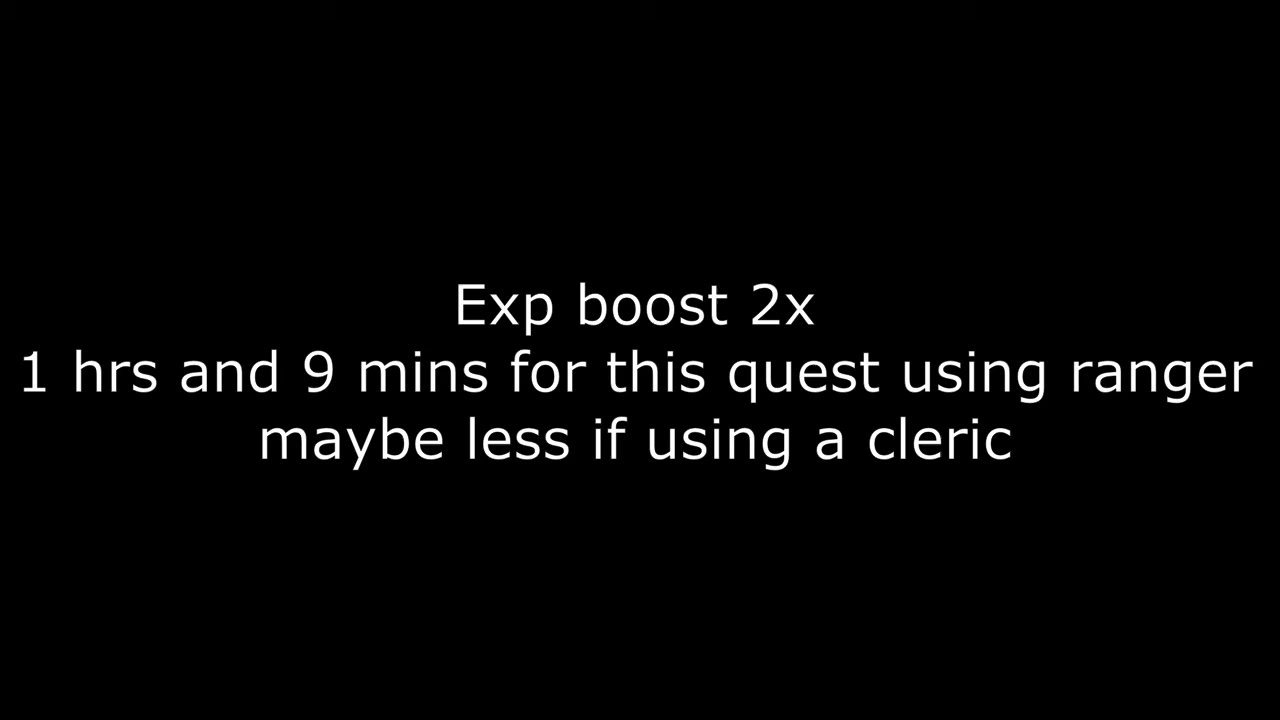 Exp boost 2x
1 hrs and 9 mins for this quest using ranger
maybe less if using a cleric